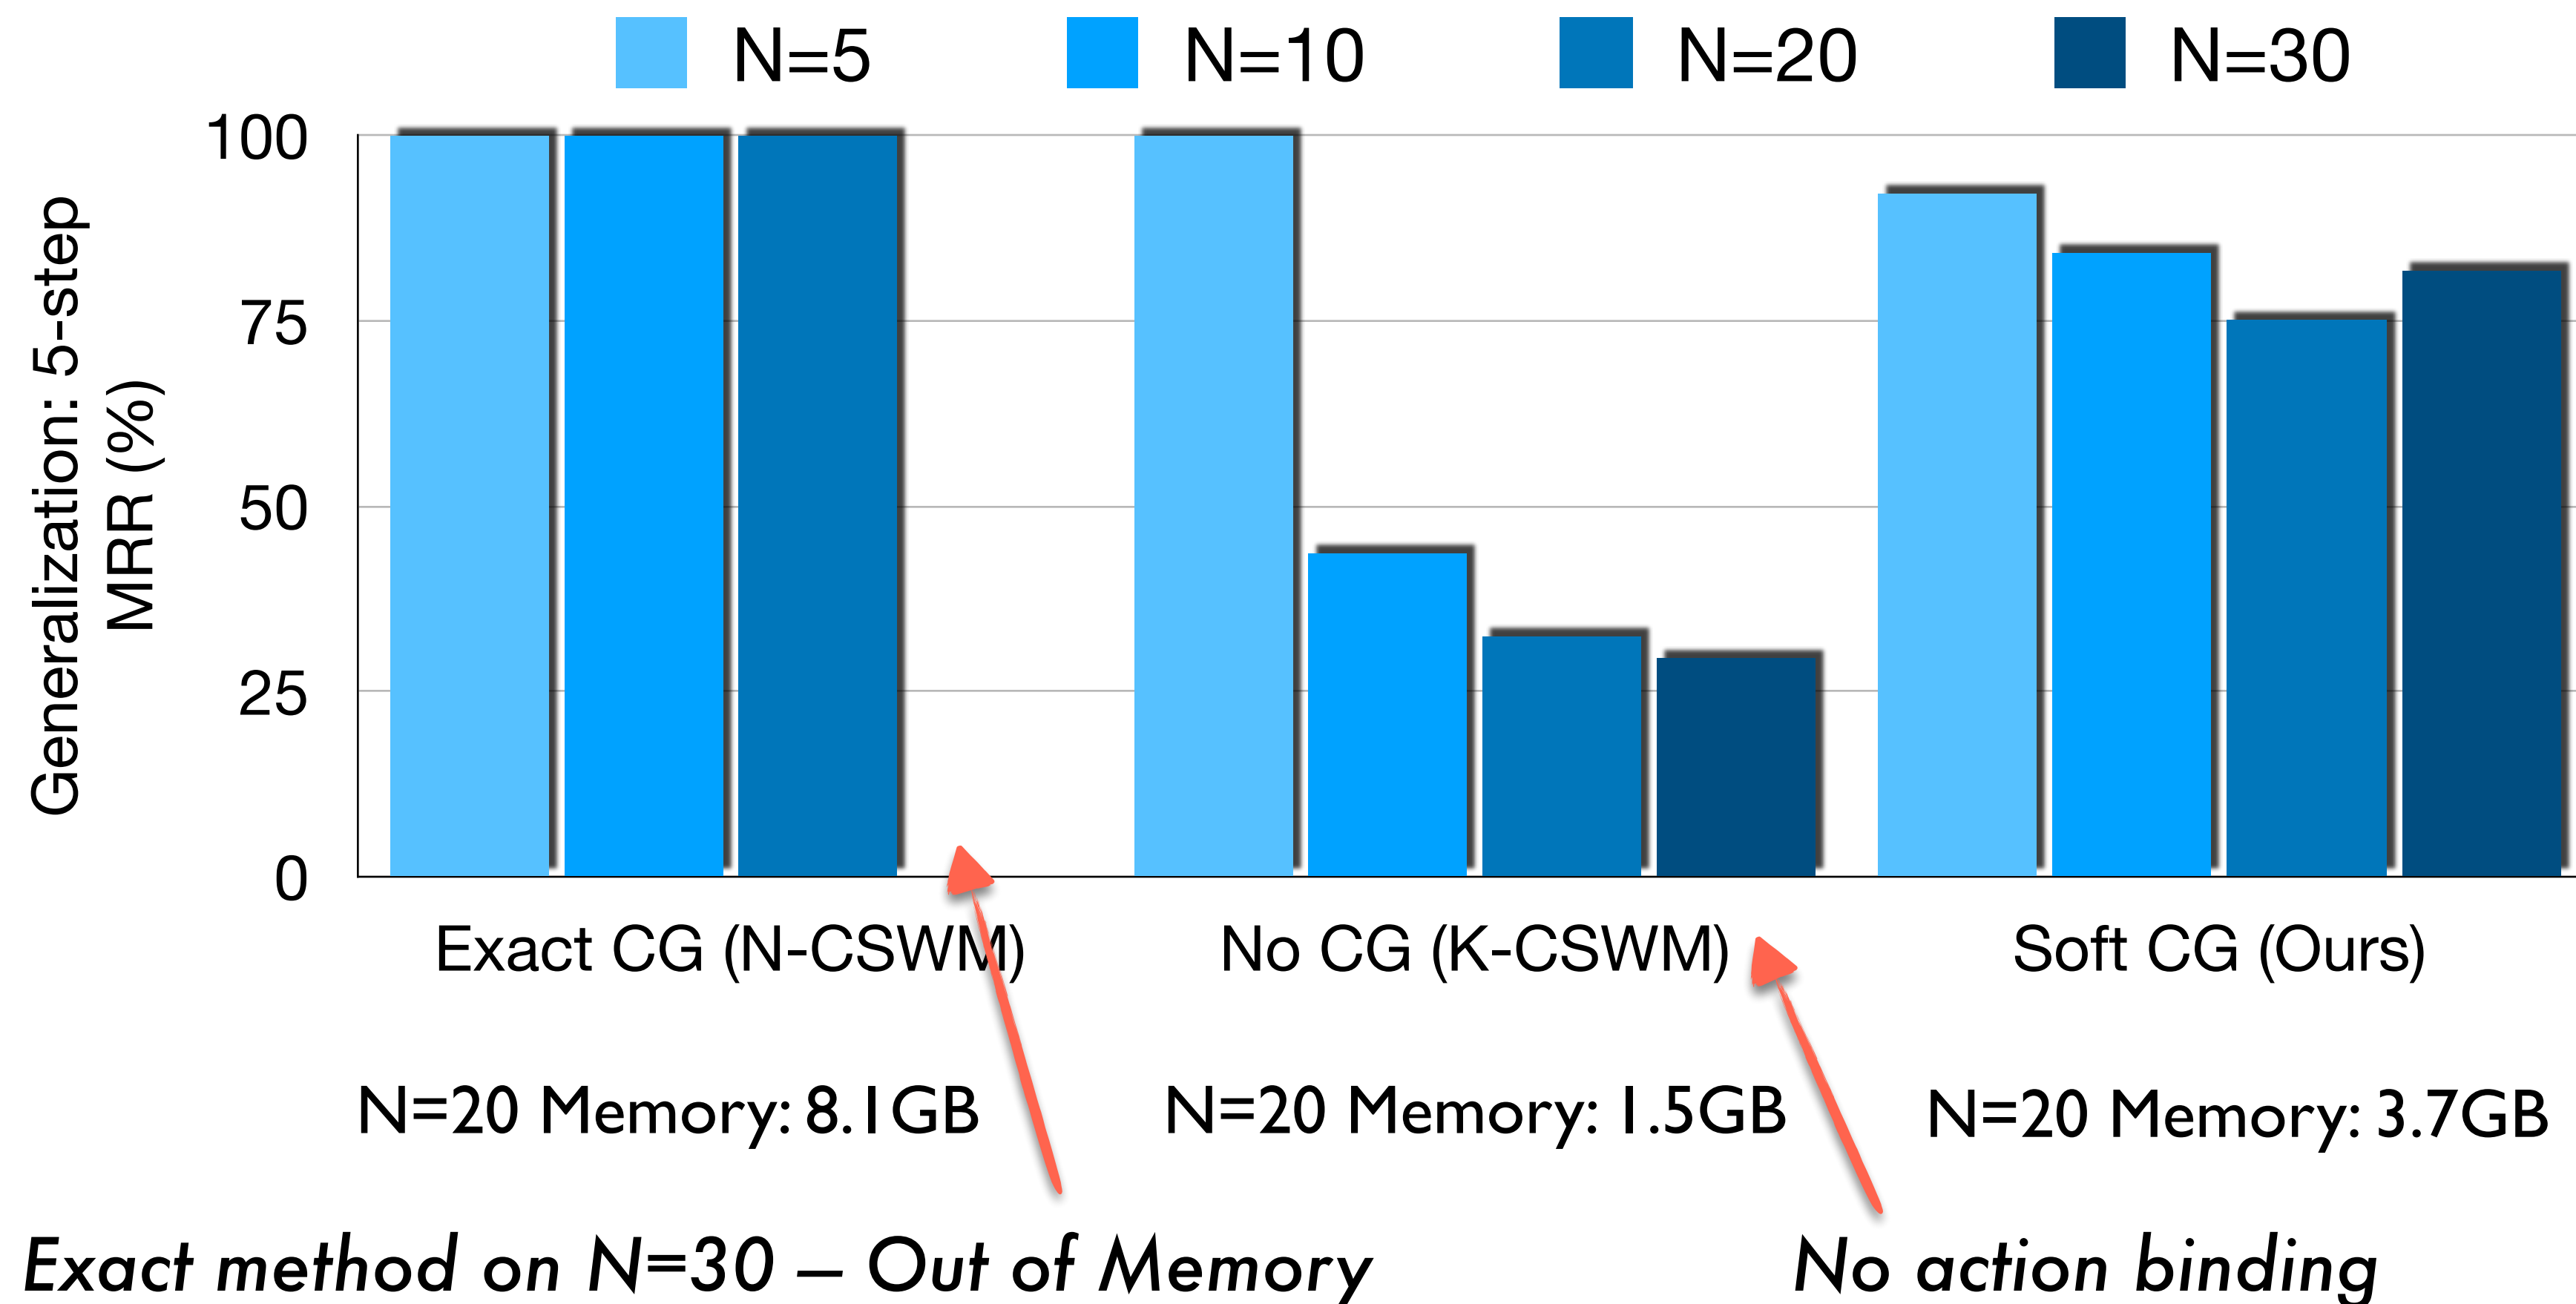 N=5 N=10 N=20 N=30
Generalization: 5-step
MRR (%)
100
75
50
25
0
Exact CG (N-CSWM) No CG (K-CSWM) Soft CG (Ours)
N=20 Memory: 8.1GB N=20 Memory: 1.5GB N=20 Memory: 3.7GB
Exact method on N=30 – Out of Memory No action binding